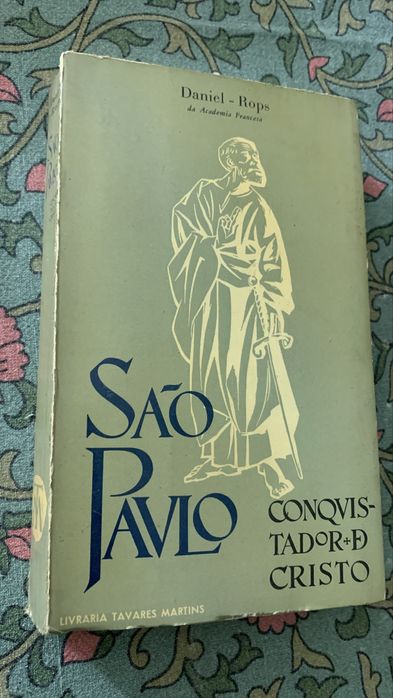 Daniel - Rops
da Academia Francesa
SÃO
PAVLO
CONQVIS-
TADOR + Đ
CRISTO
LIVRARIA TAVARES MARTINS